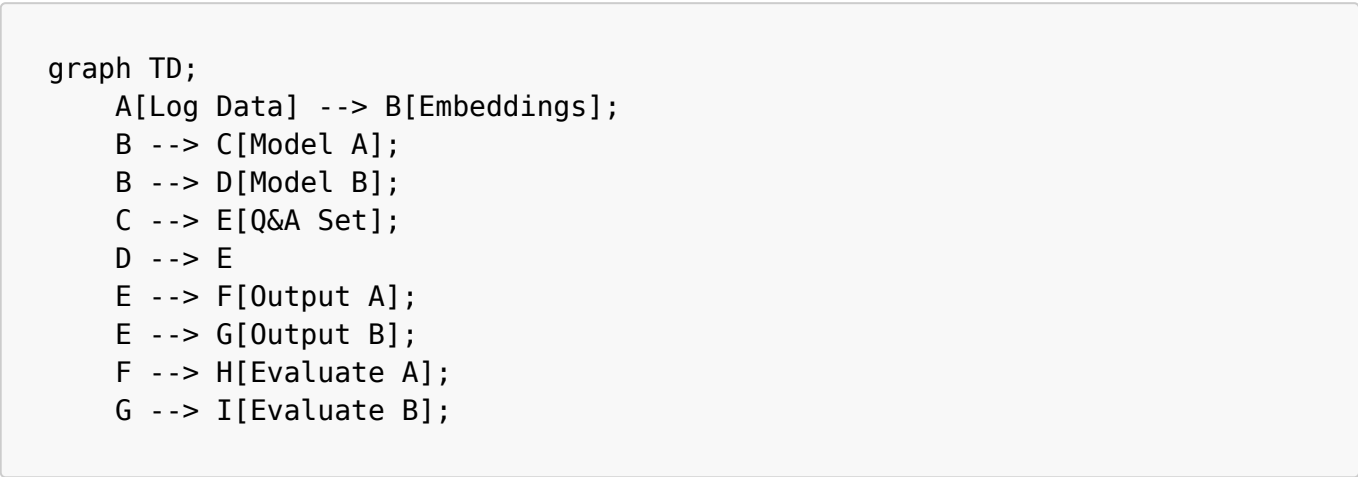 graph TD;
    A[Log Data] --> B[Embeddings];
    B --> C[Model A];
    B --> D[Model B];
    C --> E[Q&A Set];
    D --> E
    E --> F[Output A];
    E --> G[Output B];
    F --> H[Evaluate A];
    G --> I[Evaluate B];